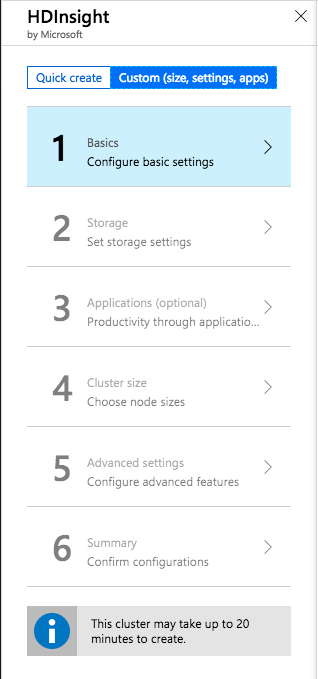 HDInsight
by Microsoft
Quick create
Custom (size, settings, apps)
1
Basics
Configure basic settings
2
Storage
Set storage settings
3
Applications (optional)
Productivity through applicatio...
4
Cluster size
Choose node sizes
5
Advanced settings
Configure advanced features
6
Summary
Confirm configurations
This cluster may take up to 20
minutes to create.